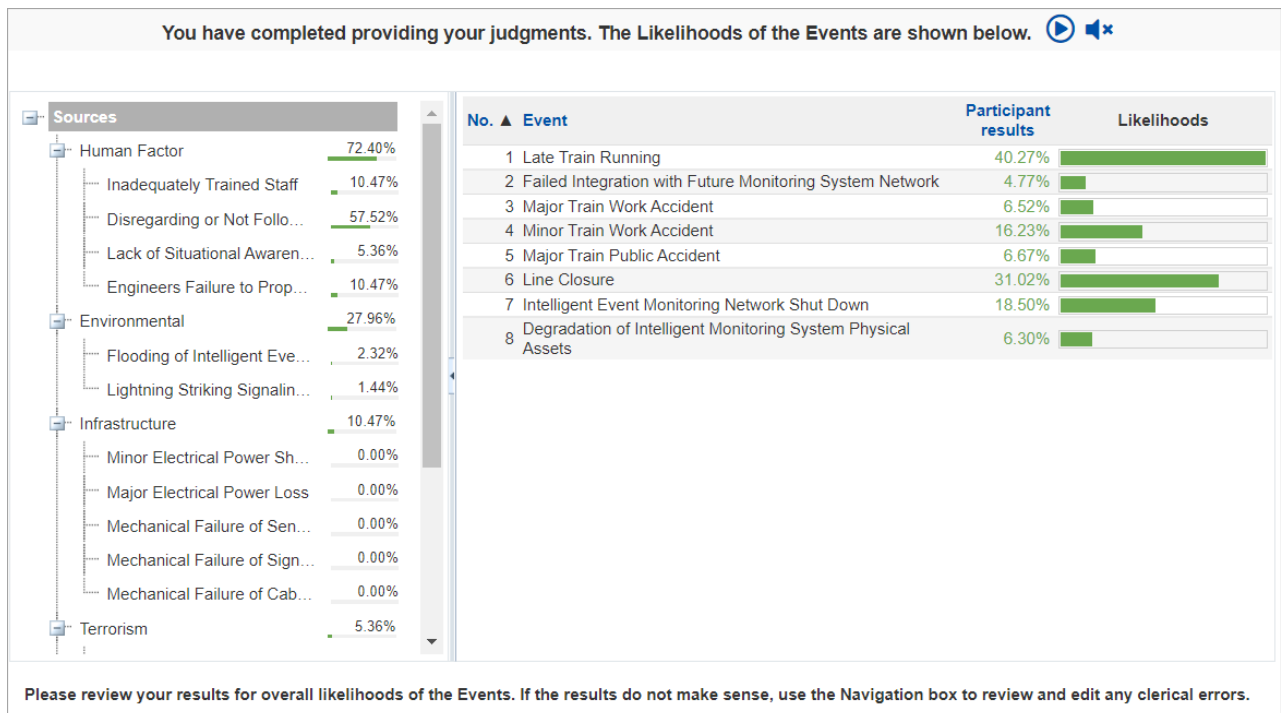 You have completed providing your judgments. The Likelihoods of the Events are shown below.
Sources
Human Factor 72.40%
Inadequately Trained Staff 10.47%
Disregarding or Not Follo... 57.52%
Lack of Situational Awaren... 5.36%
Engineers Failure to Prop... 10.47%
Environmental 27.96%
Flooding of Intelligent Eve... 2.32%
Lightning Striking Signalin... 1.44%
Infrastructure 10.47%
Minor Electrical Power Sh... 0.00%
Major Electrical Power Loss 0.00%
Mechanical Failure of Sen... 0.00%
Mechanical Failure of Sign... 0.00%
Mechanical Failure of Cab... 0.00%
Terrorism 5.36%
No. ▲ Event Participant results Likelihoods
1 Late Train Running 40.27%
2 Failed Integration with Future Monitoring System Network 4.77%
3 Major Train Work Accident 6.52%
4 Minor Train Work Accident 16.23%
5 Major Train Public Accident 6.67%
6 Line Closure 31.02%
7 Intelligent Event Monitoring Network Shut Down 18.50%
8 Degradation of Intelligent Monitoring System Physical
Assets 6.30%
Please review your results for overall likelihoods of the Events. If the results do not make sense, use the Navigation box to review and edit any clerical errors.